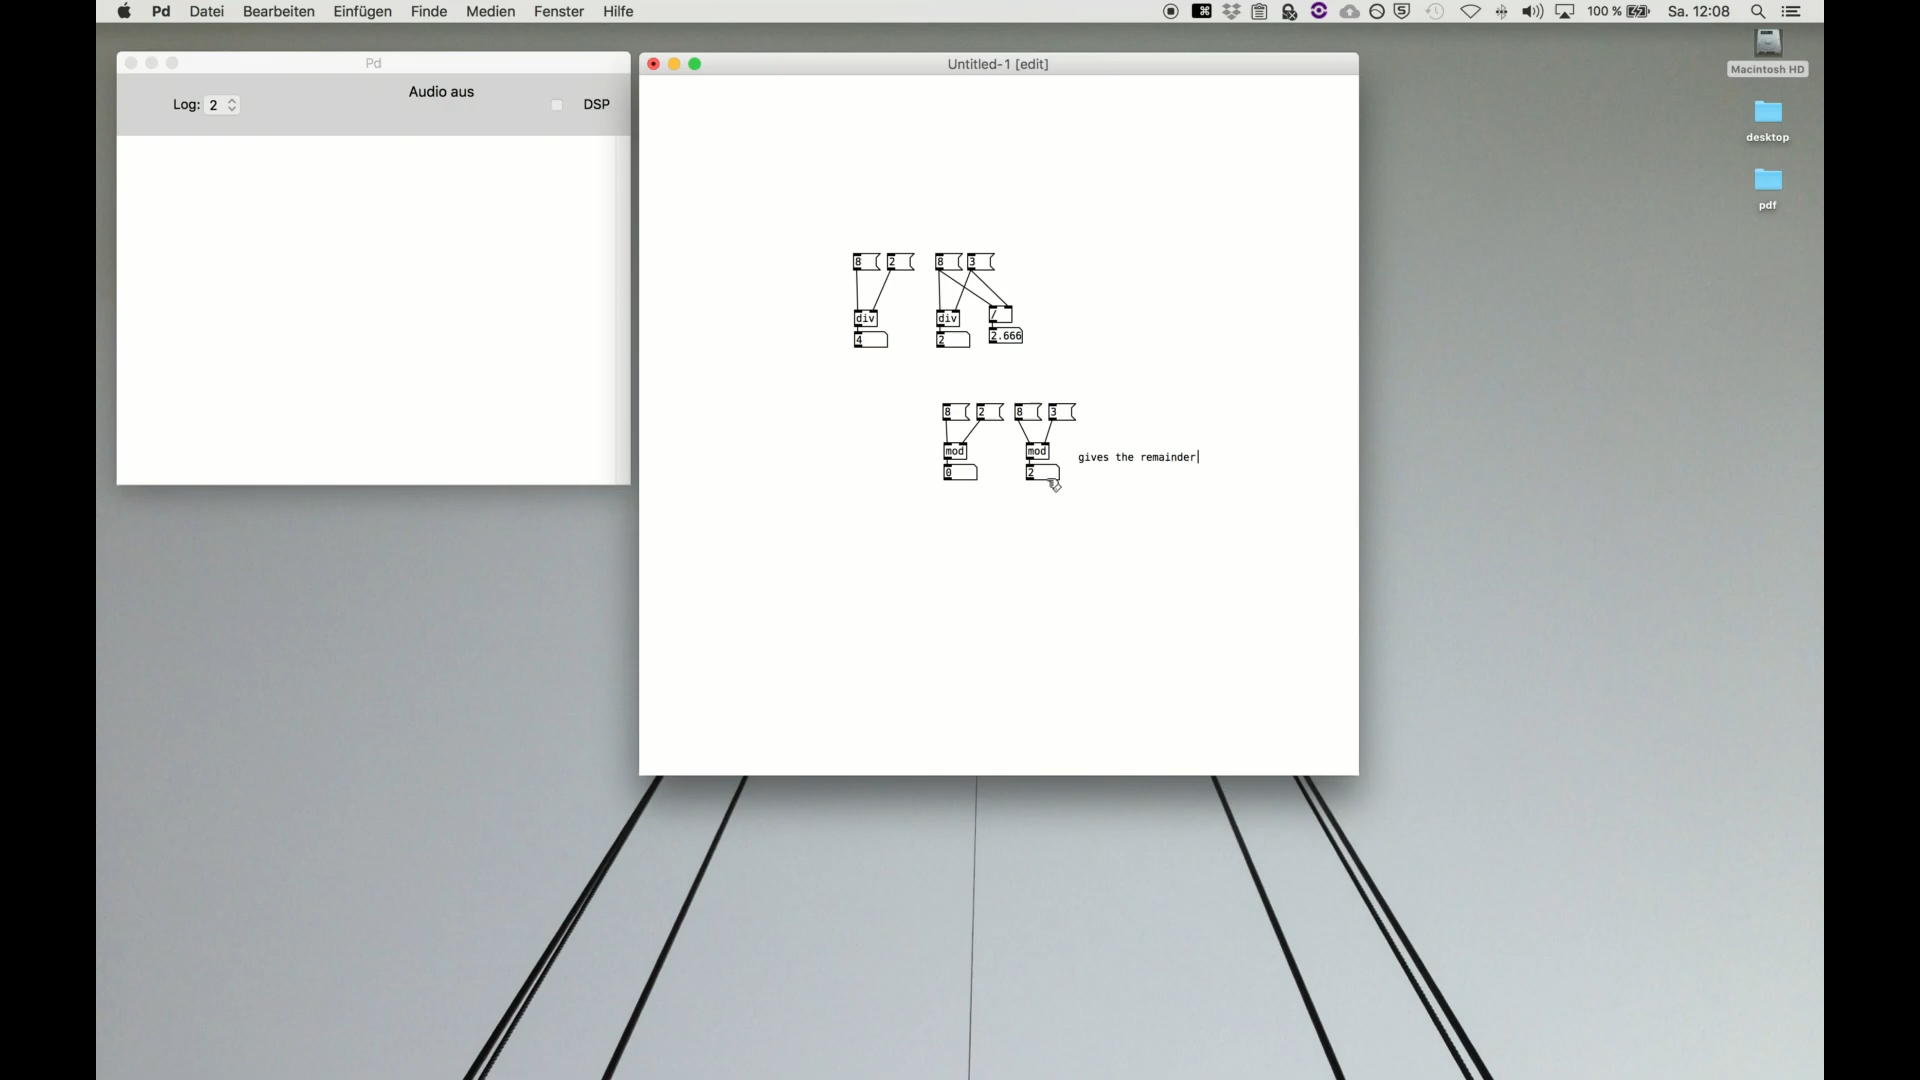 Pd Datei Bearbeiten Einfügen Finde Medien Fenster Hilfe 100 % Sa. 12:08
Macintosh HD
desktop
pdf
Pd
Audio aus
Log: 2 DSP
Untitled-1 [edit]
8 2 8 3
div div /
4 2 2.666
8 2 8 3
mod mod gives the remainder
0 2